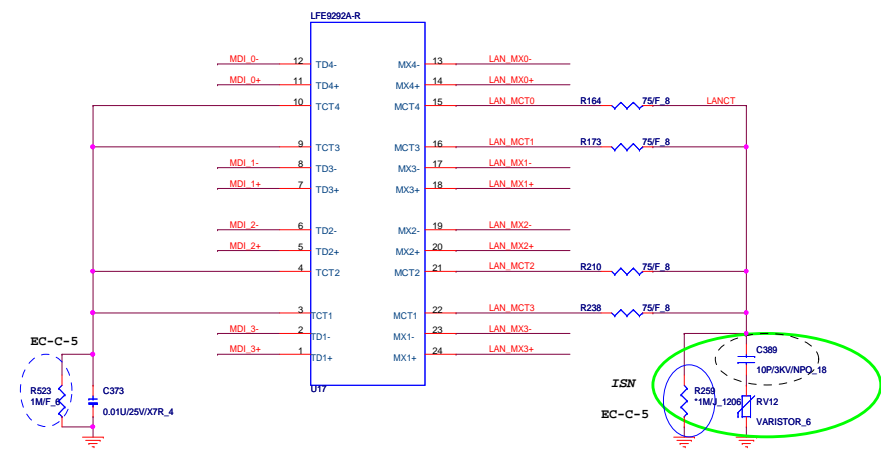 LFE9292A-R
MDI_0- 12 TD4- MX4- 13 LAN_MX0-
MDI_0+ 11 TD4+ MX4+ 14 LAN_MX0+
10 TCT4 MCT4 15 LAN_MCT0 R164 75/F_8 LANCT
9 TCT3 MCT3 16 LAN_MCT1 R173 75/F_8
MDI_1- 8 TD3- MX3- 17 LAN_MX1-
MDI_1+ 7 TD3+ MX3+ 18 LAN_MX1+
MDI_2- 6 TD2- MX2- 19 LAN_MX2-
MDI_2+ 5 TD2+ MX2+ 20 LAN_MX2+
4 TCT2 MCT2 21 LAN_MCT2 R210 75/F_8
3 TCT1 MCT1 22 LAN_MCT3 R238 75/F_8
MDI_3- 2 TD1- MX1- 23 LAN_MX3-
MDI_3+ 1 TD1+ MX1+ 24 LAN_MX3+
U17
EC-C-5
R523
1M/F_6
C373
0.01U/25V/X7R_4
C389
10P/3KV/NPO_18
ISN
R259
*1M/J_1206
EC-C-5
RV12
VARISTOR_6